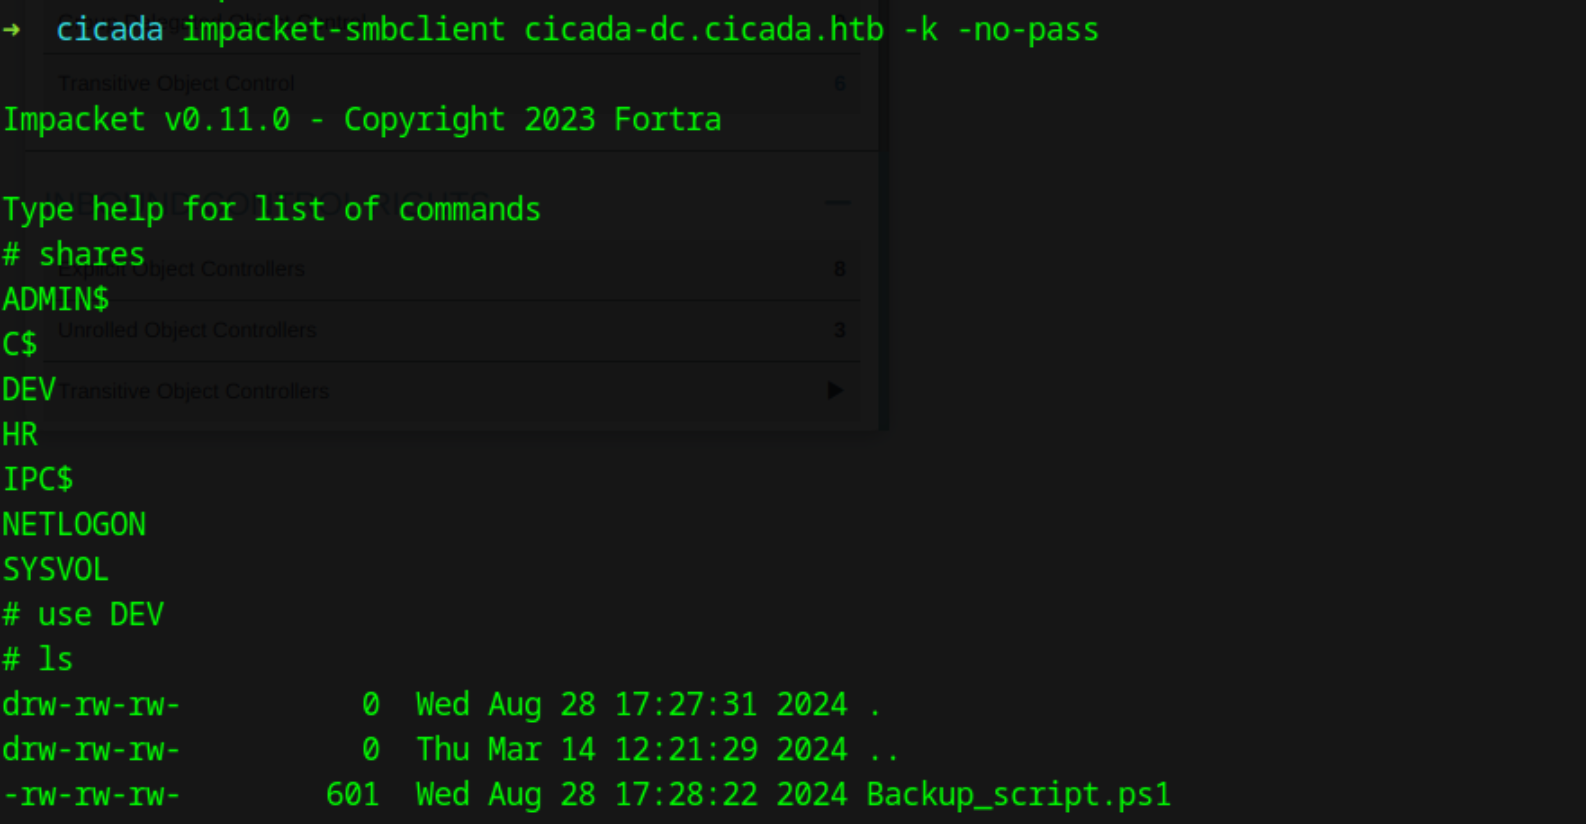 → cicada impacket-smbclient cicada-dc.cicada.htb -k -no-pass
Transitive Object Control 6
Impacket v0.11.0 - Copyright 2023 Fortra
Type help for list of commands
# shares
Explicit Object Controllers 8
ADMIN$
Unrolled Object Controllers 3
C$
DEV
Transitive Object Controllers
HR
IPC$
NETLOGON
SYSVOL
# use DEV
# ls
drw-rw-rw- 0 Wed Aug 28 17:27:31 2024 .
drw-rw-rw- 0 Thu Mar 14 12:21:29 2024 ..
-rw-rw-rw- 601 Wed Aug 28 17:28:22 2024 Backup_script.ps1